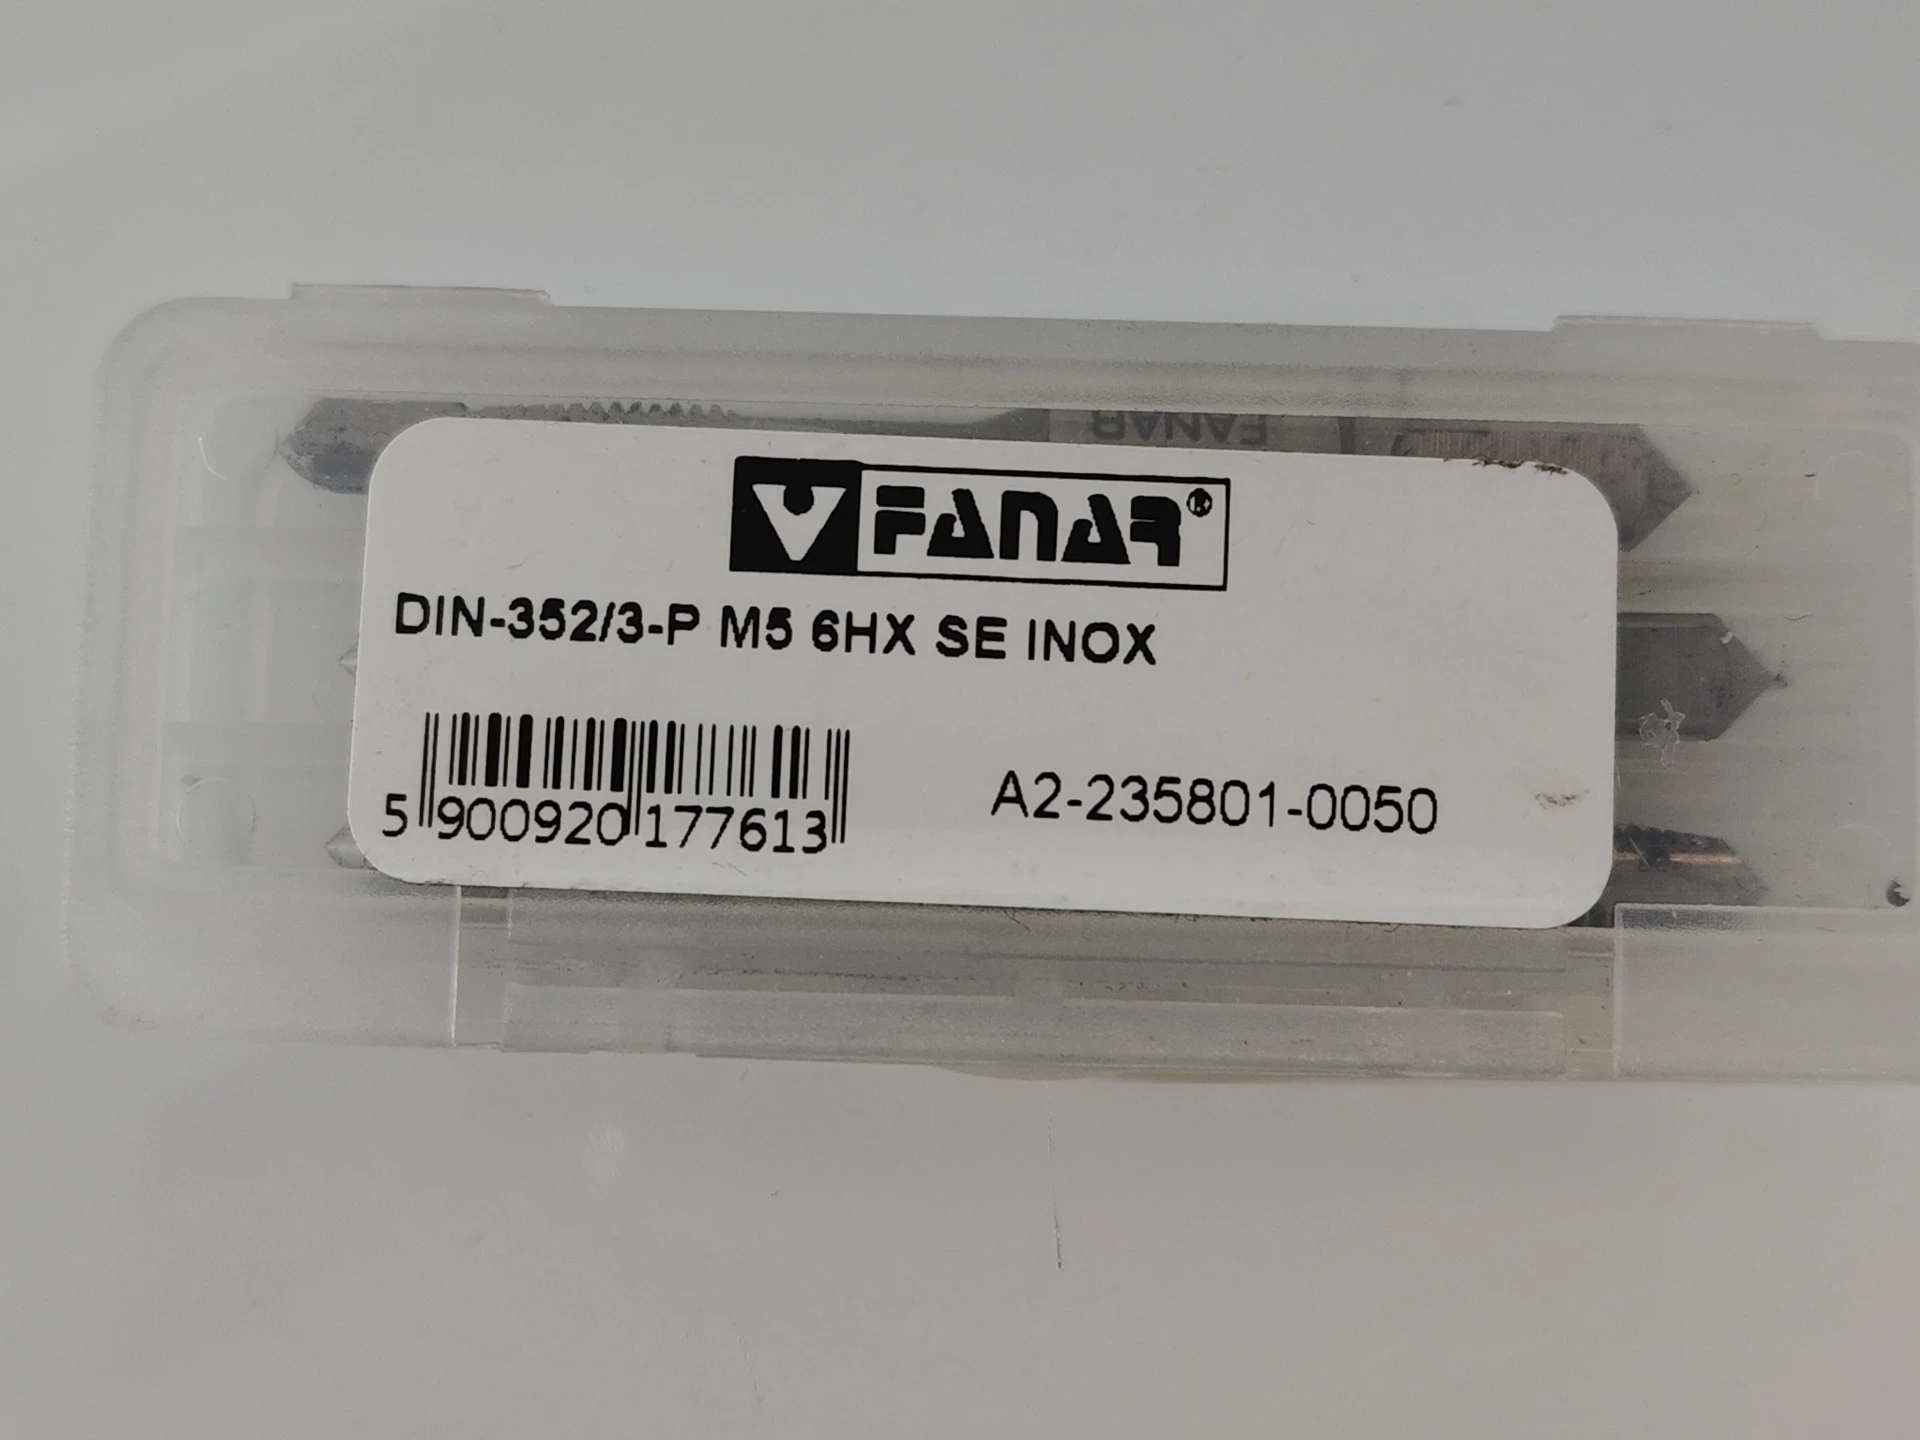 FANAR
FANAR®
DIN-352/3-P M5 6HX SE INOX
5 900920 177613
A2-235801-0050